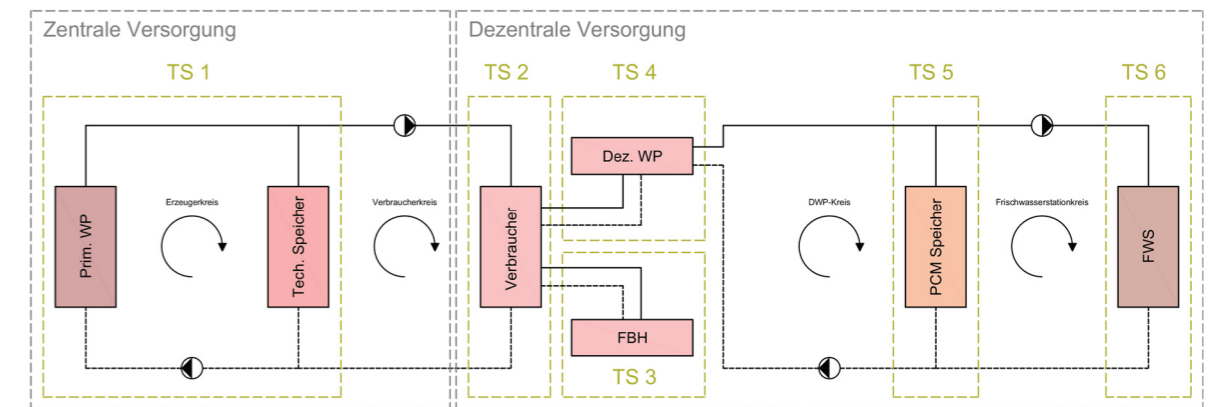 Zentrale Versorgung
Dezentrale Versorgung
TS 1
TS 2
TS 4
TS 5
TS 6
Dez. WP
Prim. WP
Erzeugerkreis
Tech. Speicher
Verbraucherkreis
Verbraucher
DWP-Kreis
PCM Speicher
Frischwasserstationkreis
FWS
FBH
TS 3